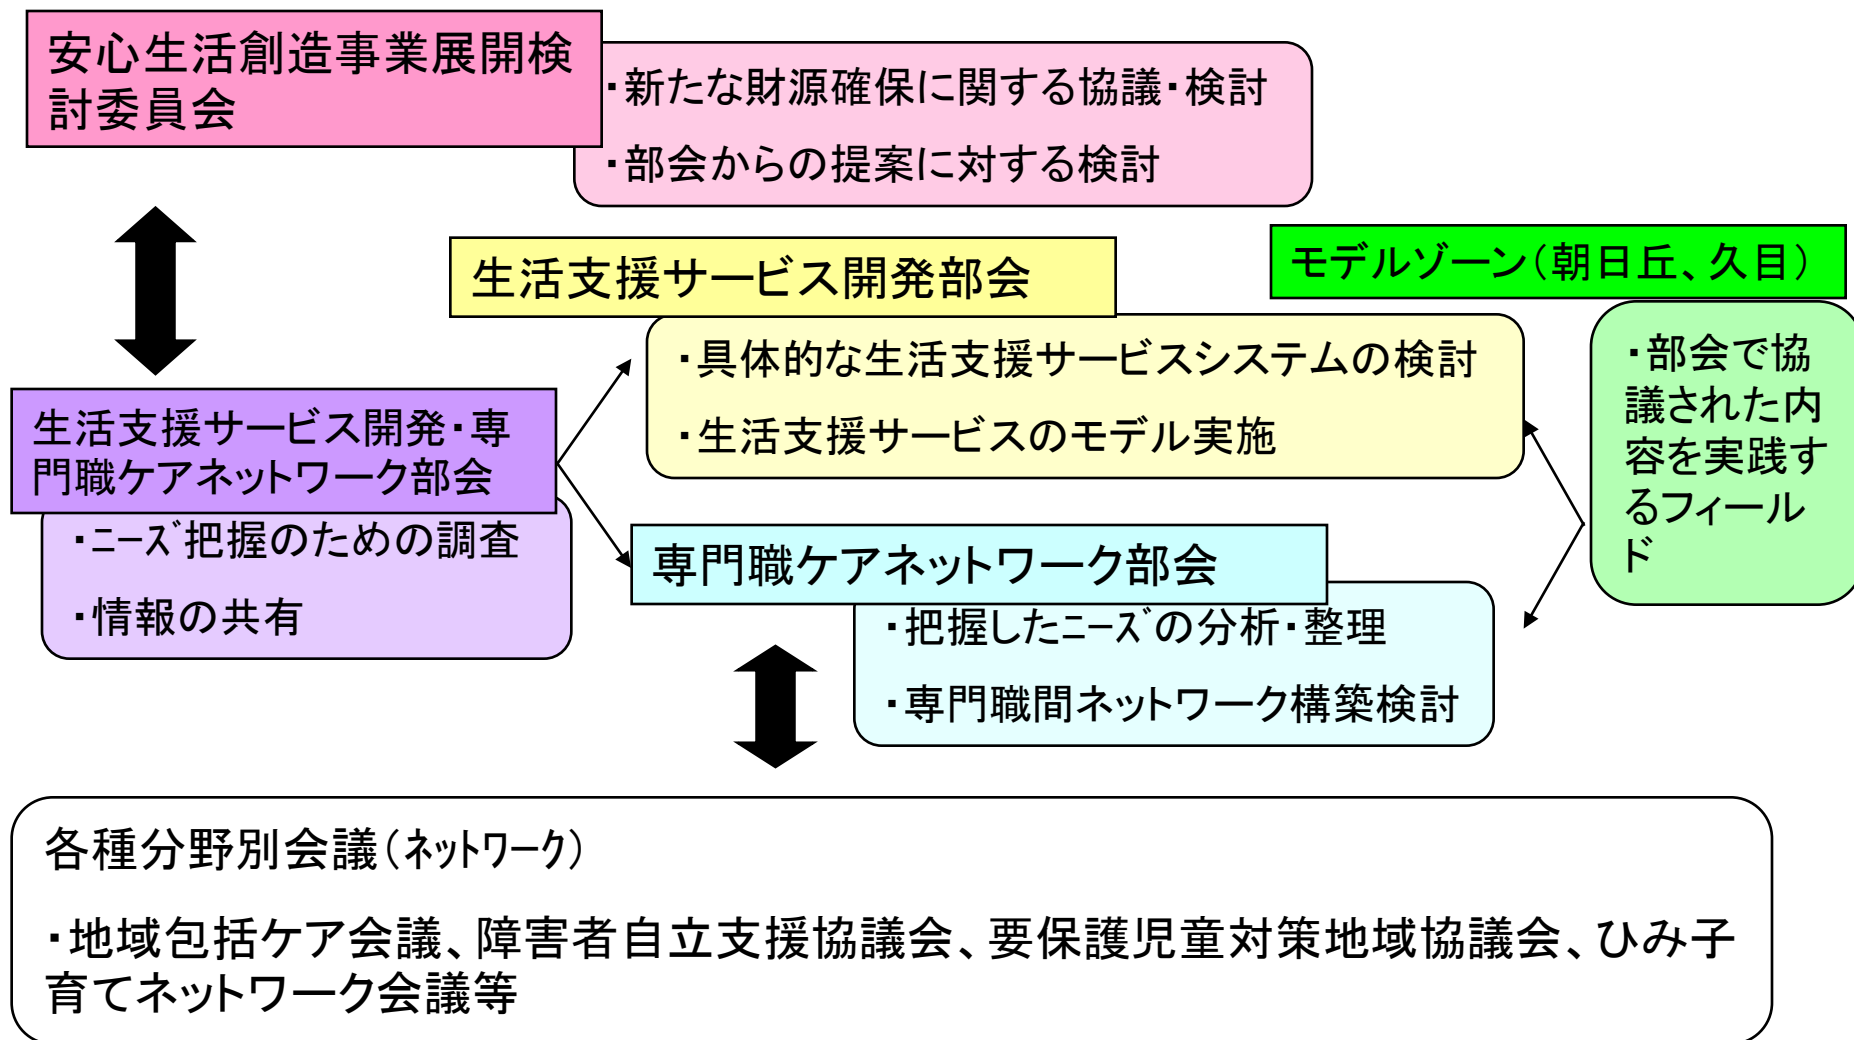 安心生活創造事業展開検
討委員会
・新たな財源確保に関する協議・検討
・部会からの提案に対する検討
生活支援サービス開発部会
モデルゾーン（朝日丘、久目）
・具体的な生活支援サービスシステムの検討
・生活支援サービスのモデル実施
・部会で協
議された内
容を実践す
るフィール
ド
生活支援サービス開発・専
門職ケアネットワーク部会
・ﾆｰｽﾞ把握のための調査
・情報の共有
専門職ケアネットワーク部会
・把握したﾆｰｽﾞの分析・整理
・専門職間ネットワーク構築検討
各種分野別会議（ﾈｯﾄﾜｰｸ）
・地域包括ケア会議、障害者自立支援協議会、要保護児童対策地域協議会、ひみ子
育てネットワーク会議等